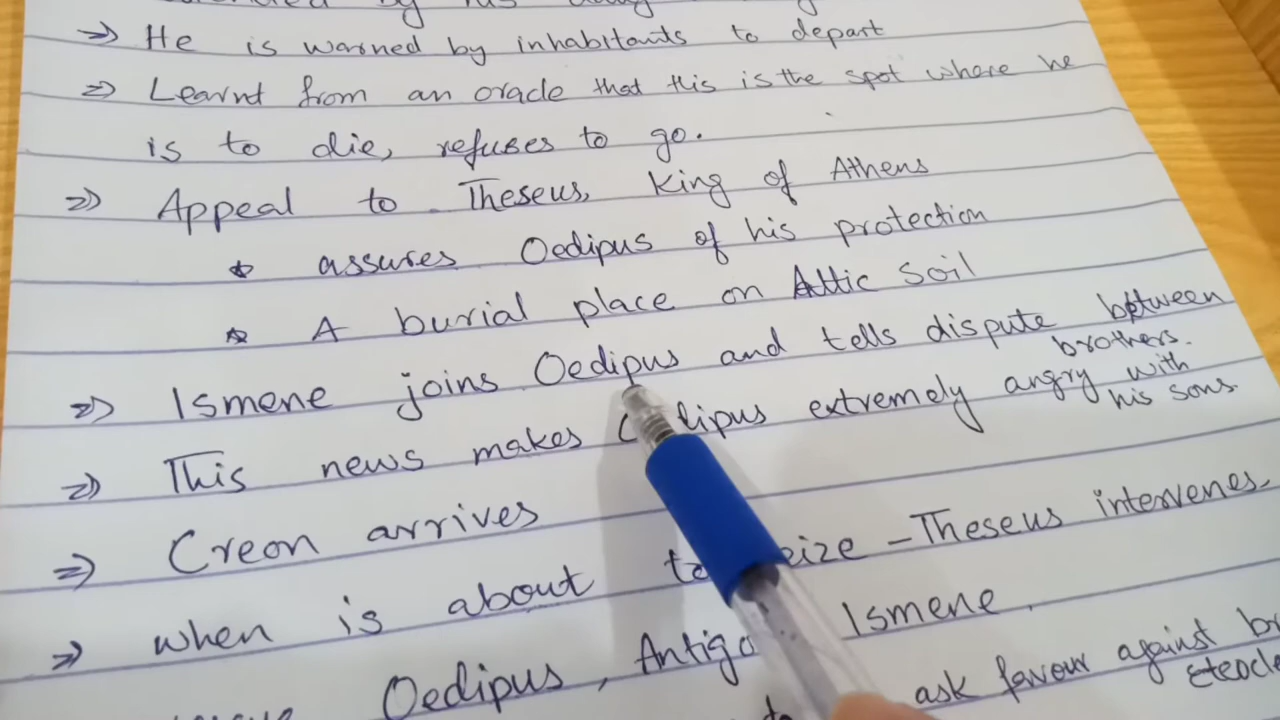 by his
⇒ He is warned by inhabitants to depart
⇒ Learnt from an oracle that this is the spot where he
is to die, refuses to go.
⇒ Appeal to Theseus, King of Athens
* assures Oedipus of his protection
* A burial place on Attic Soil
⇒ Ismene joins Oedipus and tells dispute between
brothers.
⇒ This news makes extremely angry with
his sons.
⇒ Creon arrives
⇒ when is about to - Theseus intervenes.
Oedipus, Ismene.
ask favour against